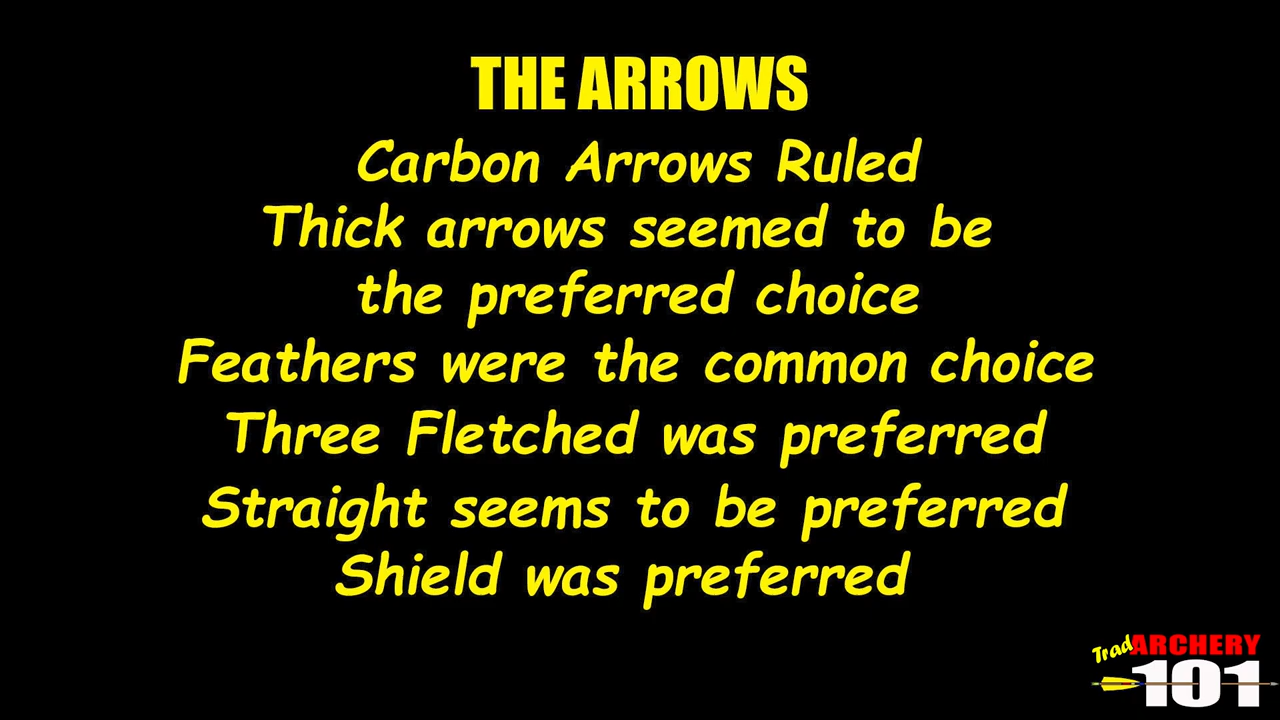 THE ARROWS
Carbon Arrows Ruled
Thick arrows seemed to be
the preferred choice
Feathers were the common choice
Three Fletched was preferred
Straight seems to be preferred
Shield was preferred
Trad ARCHERY
101